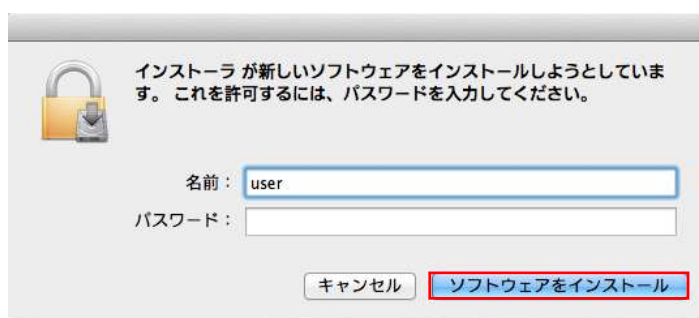 インストーラ が新しいソフトウェアをインストールしようとしていま
す。 これを許可するには、パスワードを入力してください。
名前： user
パスワード：
キャンセル ソフトウェアをインストール